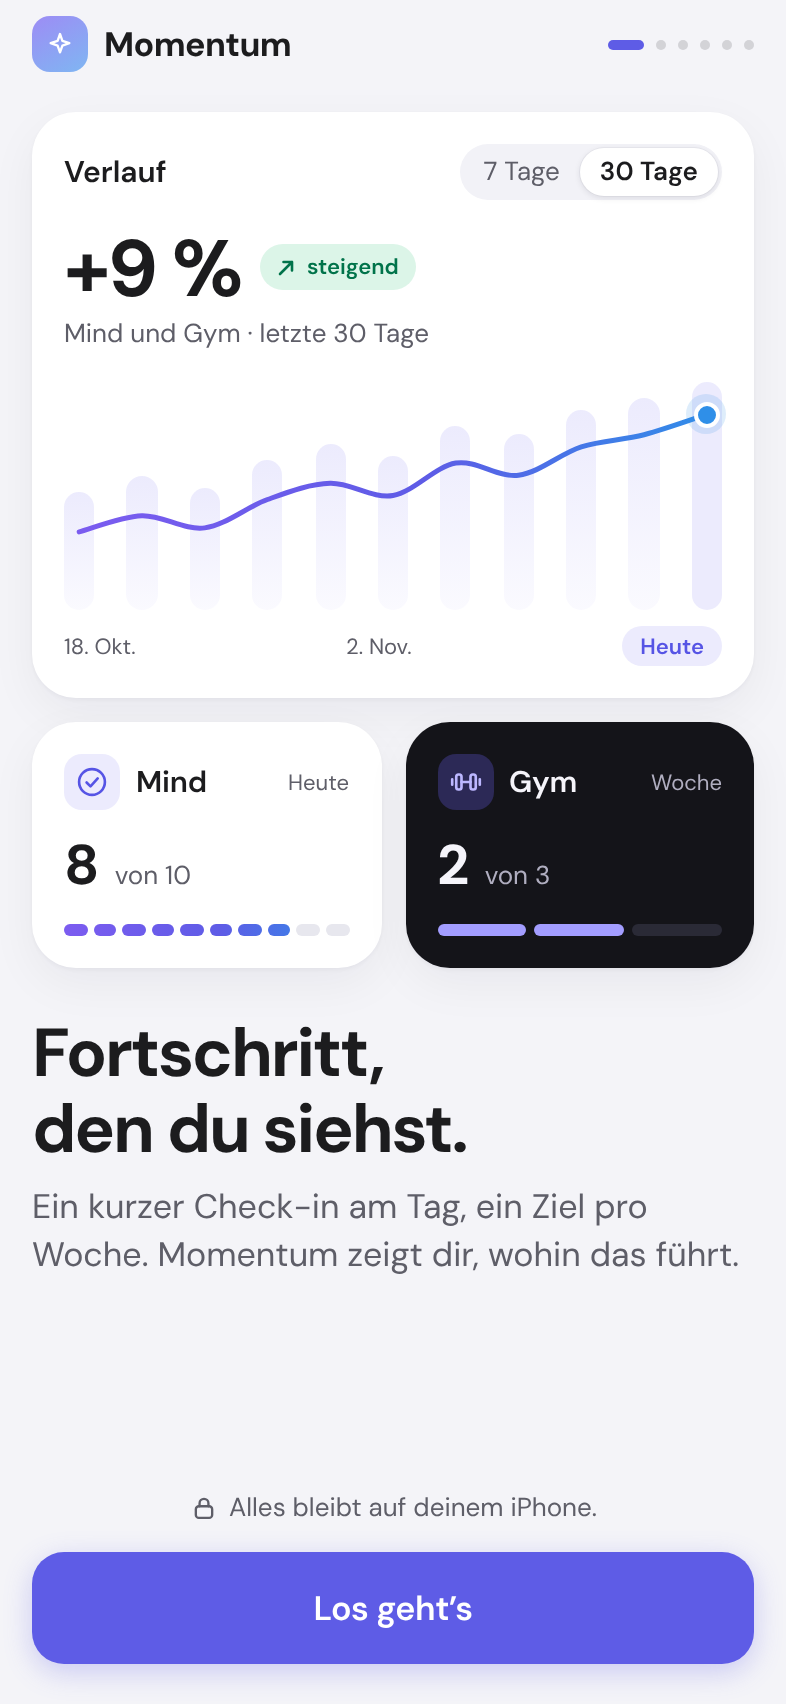 Momentum
Verlauf
7 Tage
30 Tage
+9 %
steigend
Mind und Gym · letzte 30 Tage
18. Okt.
2. Nov.
Heute
Mind
Heute
8 von 10
Gym
Woche
2 von 3
Fortschritt,
den du siehst.
Ein kurzer Check-in am Tag, ein Ziel pro
Woche. Momentum zeigt dir, wohin das führt.
Alles bleibt auf deinem iPhone.
Los geht’s